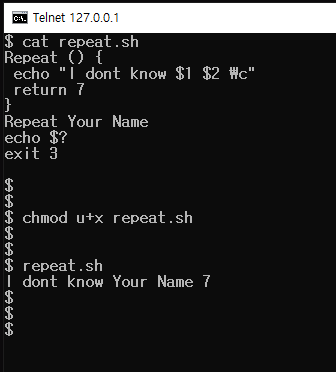 Telnet 127.0.0.1
$ cat repeat.sh
Repeat () {
 echo "I dont know $1 $2 ₩c"
 return 7
}
Repeat Your Name
echo $?
exit 3
$
$
$ chmod u+x repeat.sh
$
$
$ repeat.sh
I dont know Your Name 7
$
$
$